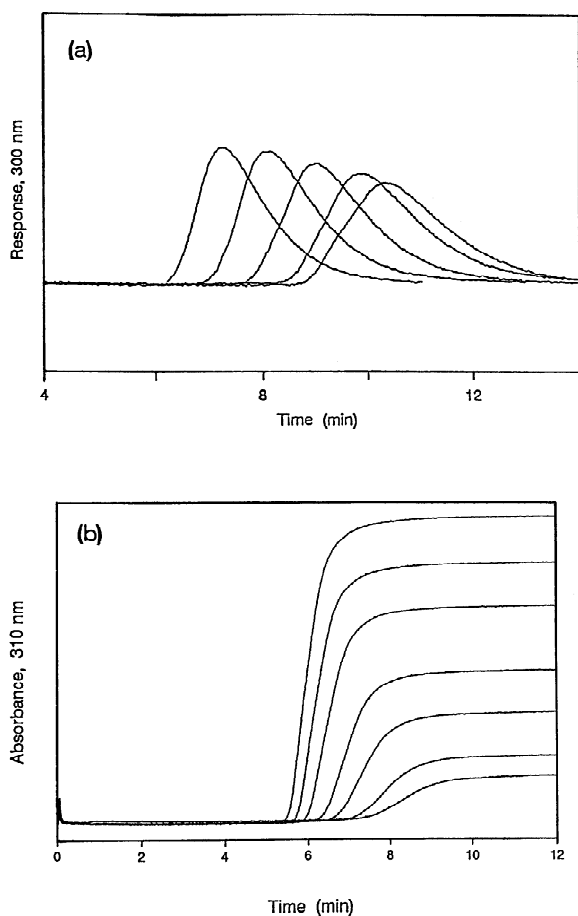 (a)
Response, 300 nm
4 8 10 12
Time (min)
(b)
Absorbance, 310 nm
0 2 4 6 8 10 12
Time (min)